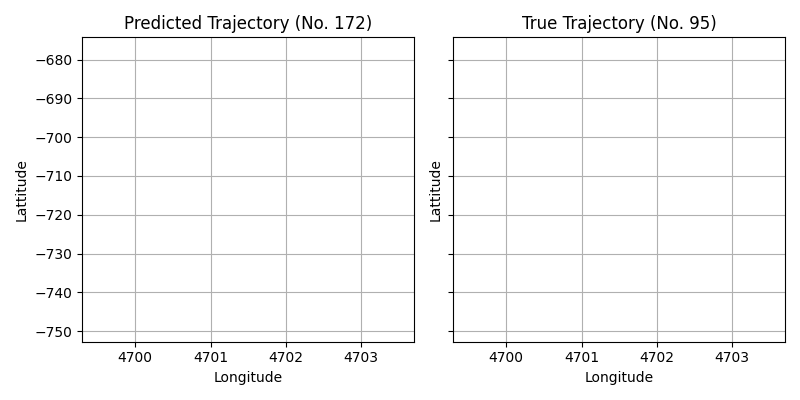 Predicted Trajectory (No. 172)
True Trajectory (No. 95)
Lattitude
−680
−690
−700
−710
−720
−730
−740
−750
4700 4701 4702 4703
Longitude
Lattitude
4700 4701 4702 4703
Longitude